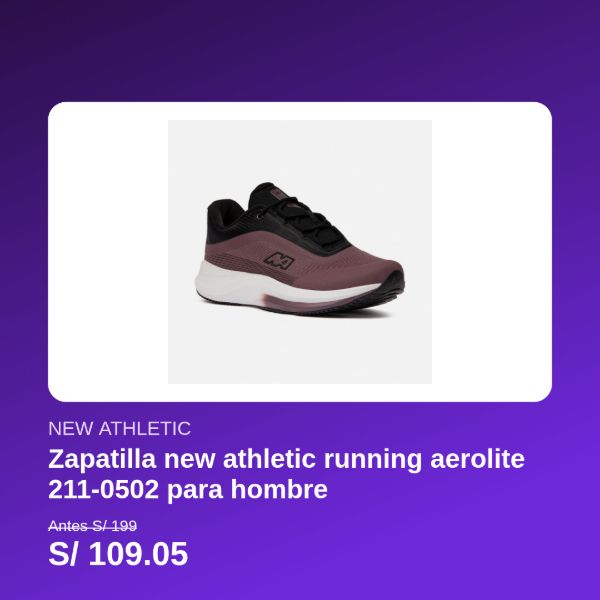 NEW ATHLETIC
Zapatilla new athletic running aerolite
211-0502 para hombre
Antes S/ 199
S/ 109.05